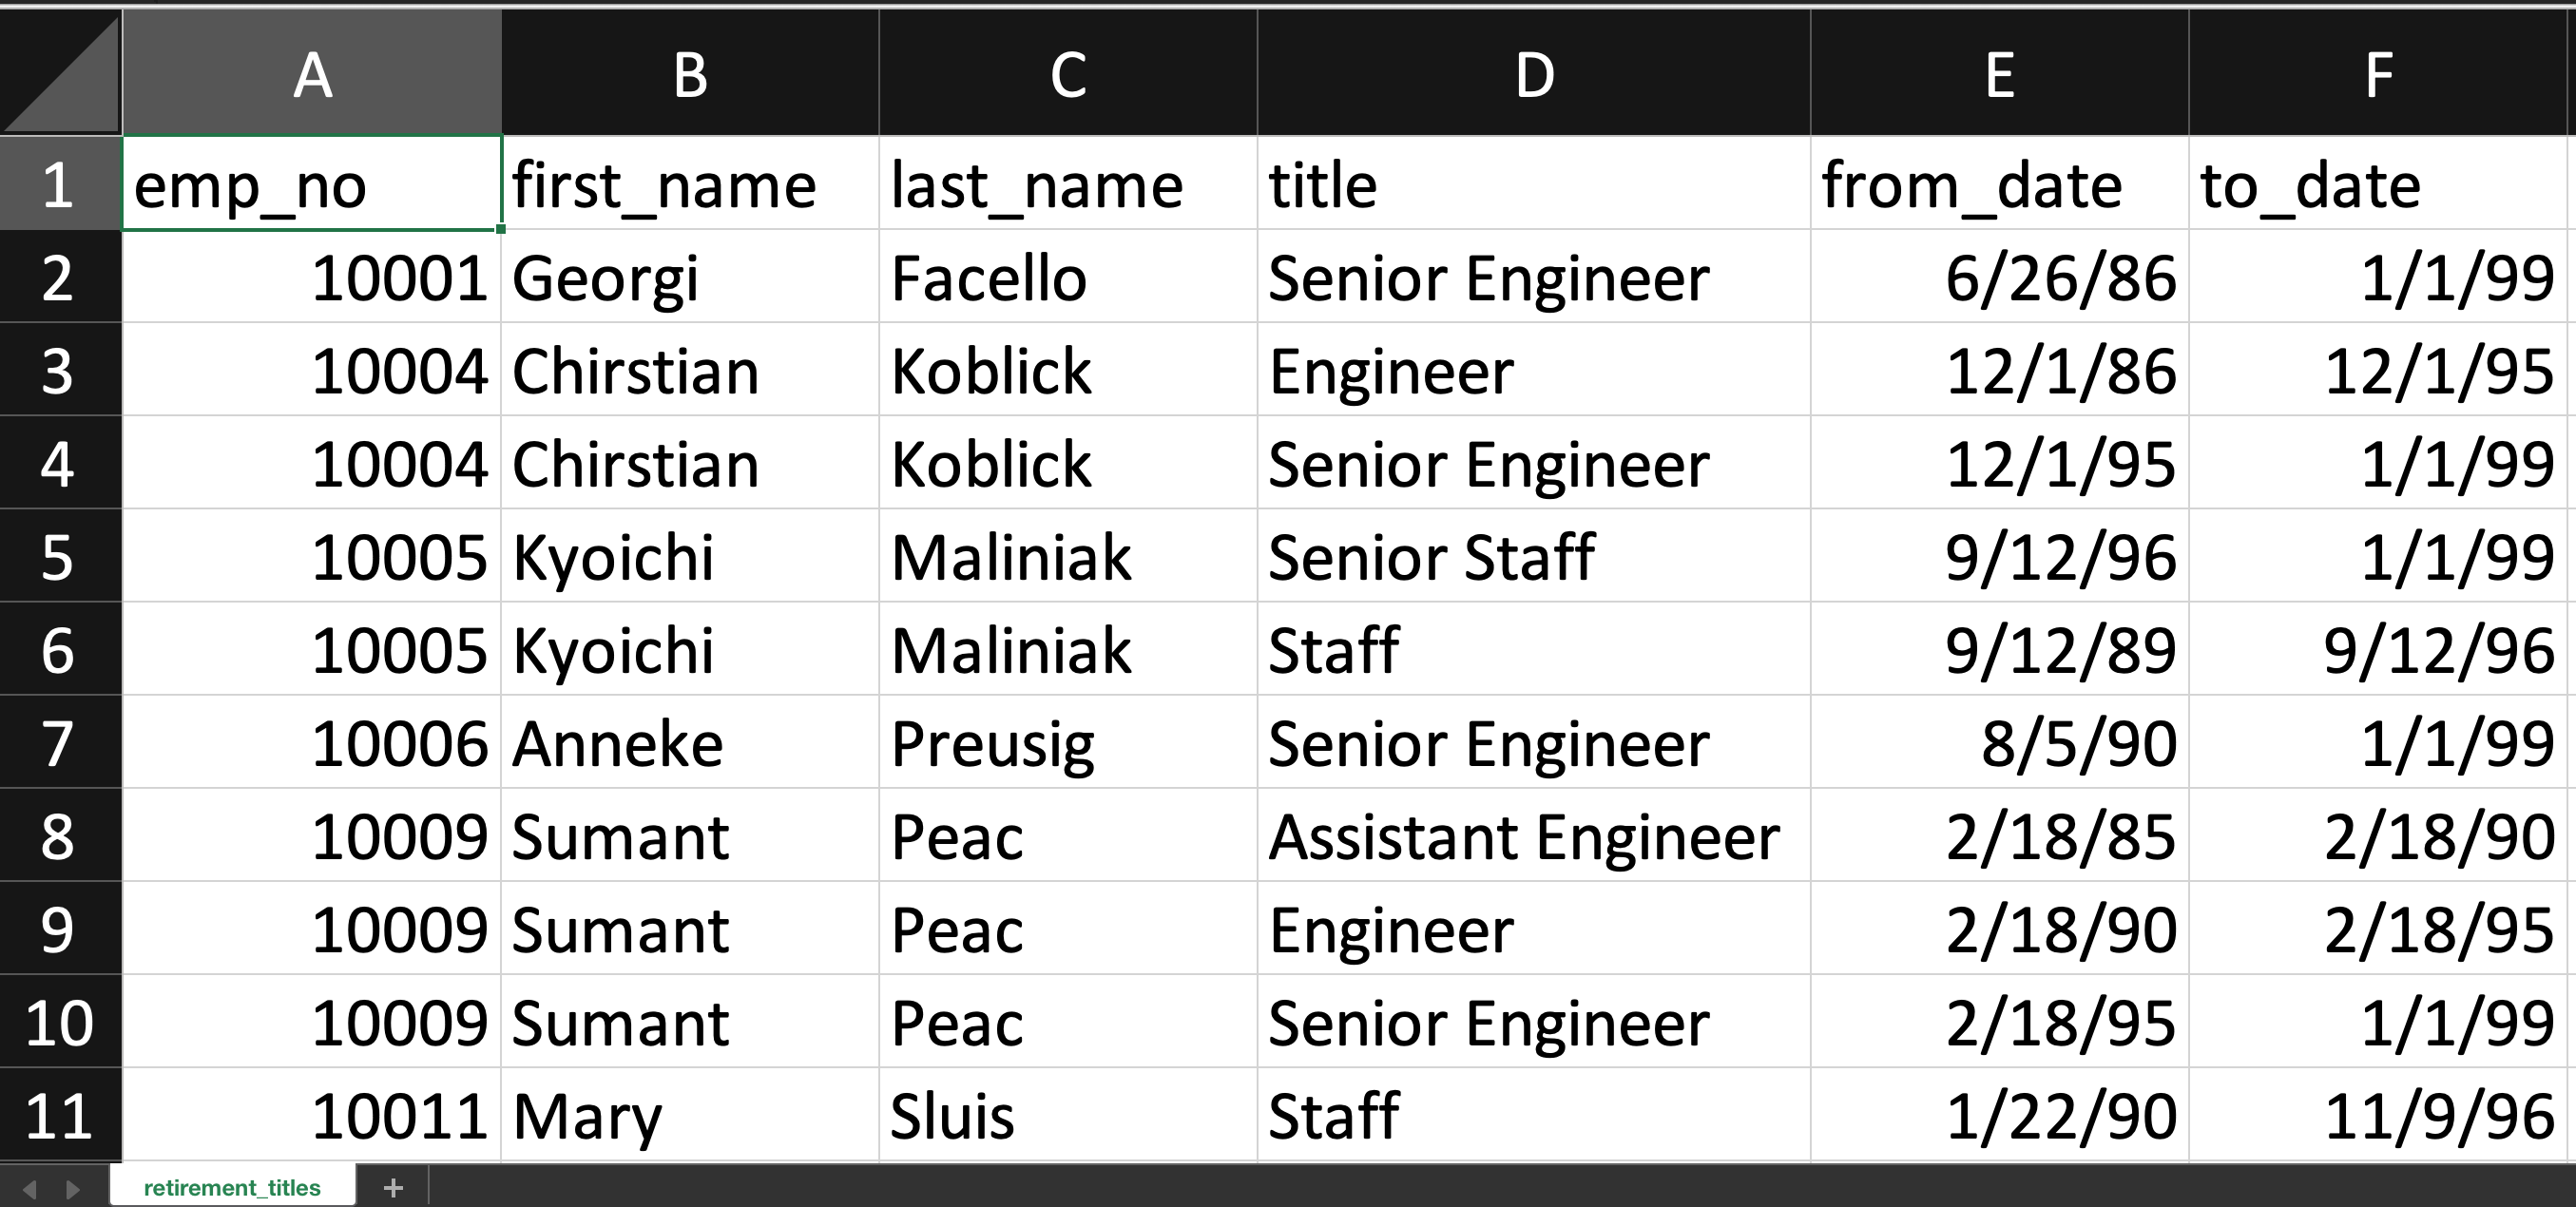 A B C D E F
1 emp_no first_name last_name title from_date to_date
2 10001 Georgi Facello Senior Engineer 6/26/86 1/1/99
3 10004 Chirstian Koblick Engineer 12/1/86 12/1/95
4 10004 Chirstian Koblick Senior Engineer 12/1/95 1/1/99
5 10005 Kyoichi Maliniak Senior Staff 9/12/96 1/1/99
6 10005 Kyoichi Maliniak Staff 9/12/89 9/12/96
7 10006 Anneke Preusig Senior Engineer 8/5/90 1/1/99
8 10009 Sumant Peac Assistant Engineer 2/18/85 2/18/90
9 10009 Sumant Peac Engineer 2/18/90 2/18/95
10 10009 Sumant Peac Senior Engineer 2/18/95 1/1/99
11 10011 Mary Sluis Staff 1/22/90 11/9/96
retirement_titles +